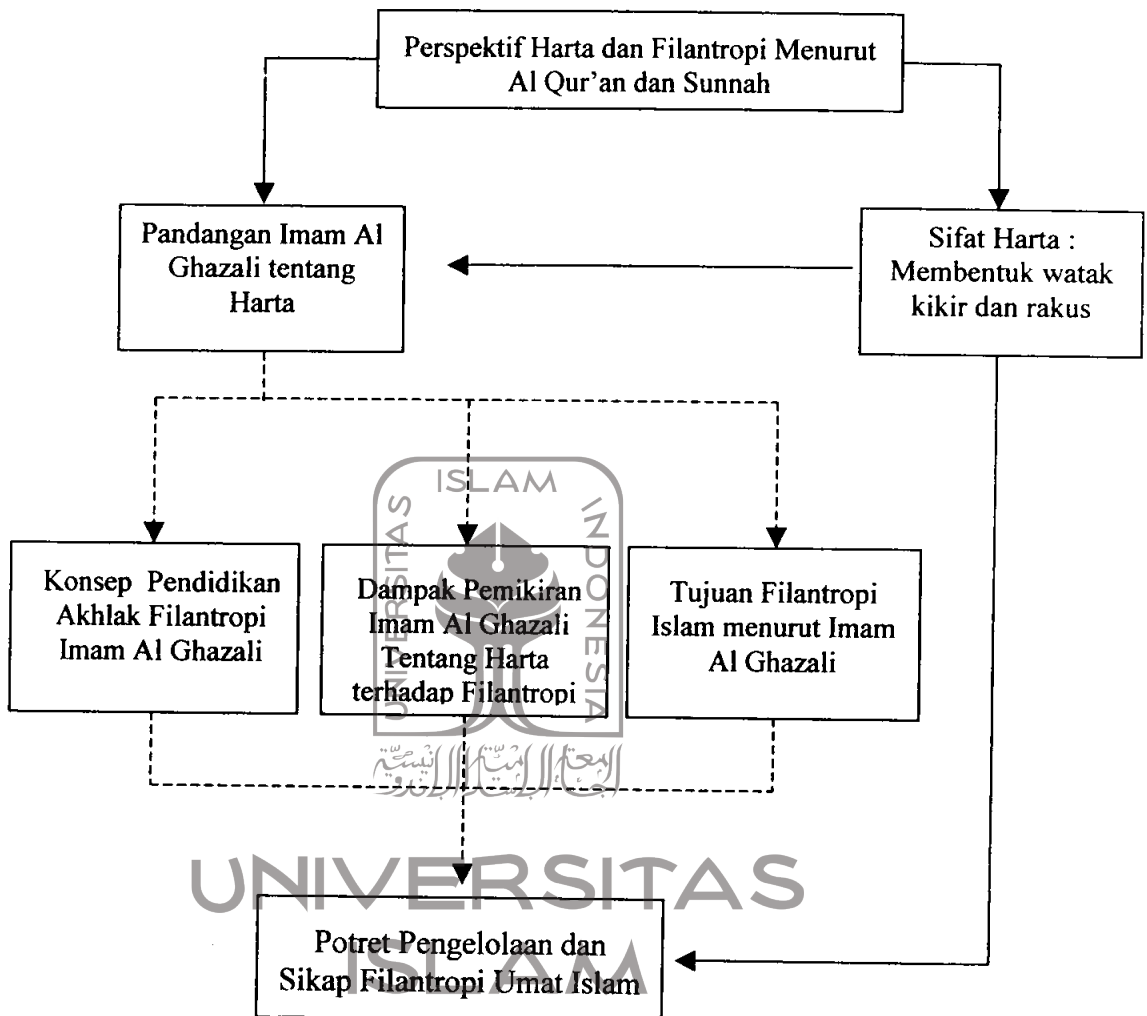 Perspektif Harta dan Filantropi Menurut
Al Qur'an dan Sunnah
Pandangan Imam Al
Ghazali tentang
Harta
Sifat Harta :
Membentuk watak
kikir dan rakus
Konsep Pendidikan
Akhlak Filantropi
Imam Al Ghazali
Dampak Pemikiran
Imam Al Ghazali
Tentang Harta
terhadap Filantropi
Tujuan Filantropi
Islam menurut Imam
Al Ghazali
UNIVERSITAS
ISLAM
INDONESIA
UNIVERSITAS
Potret Pengelolaan dan
Sikap Filantropi Umat Islam
ISLAM